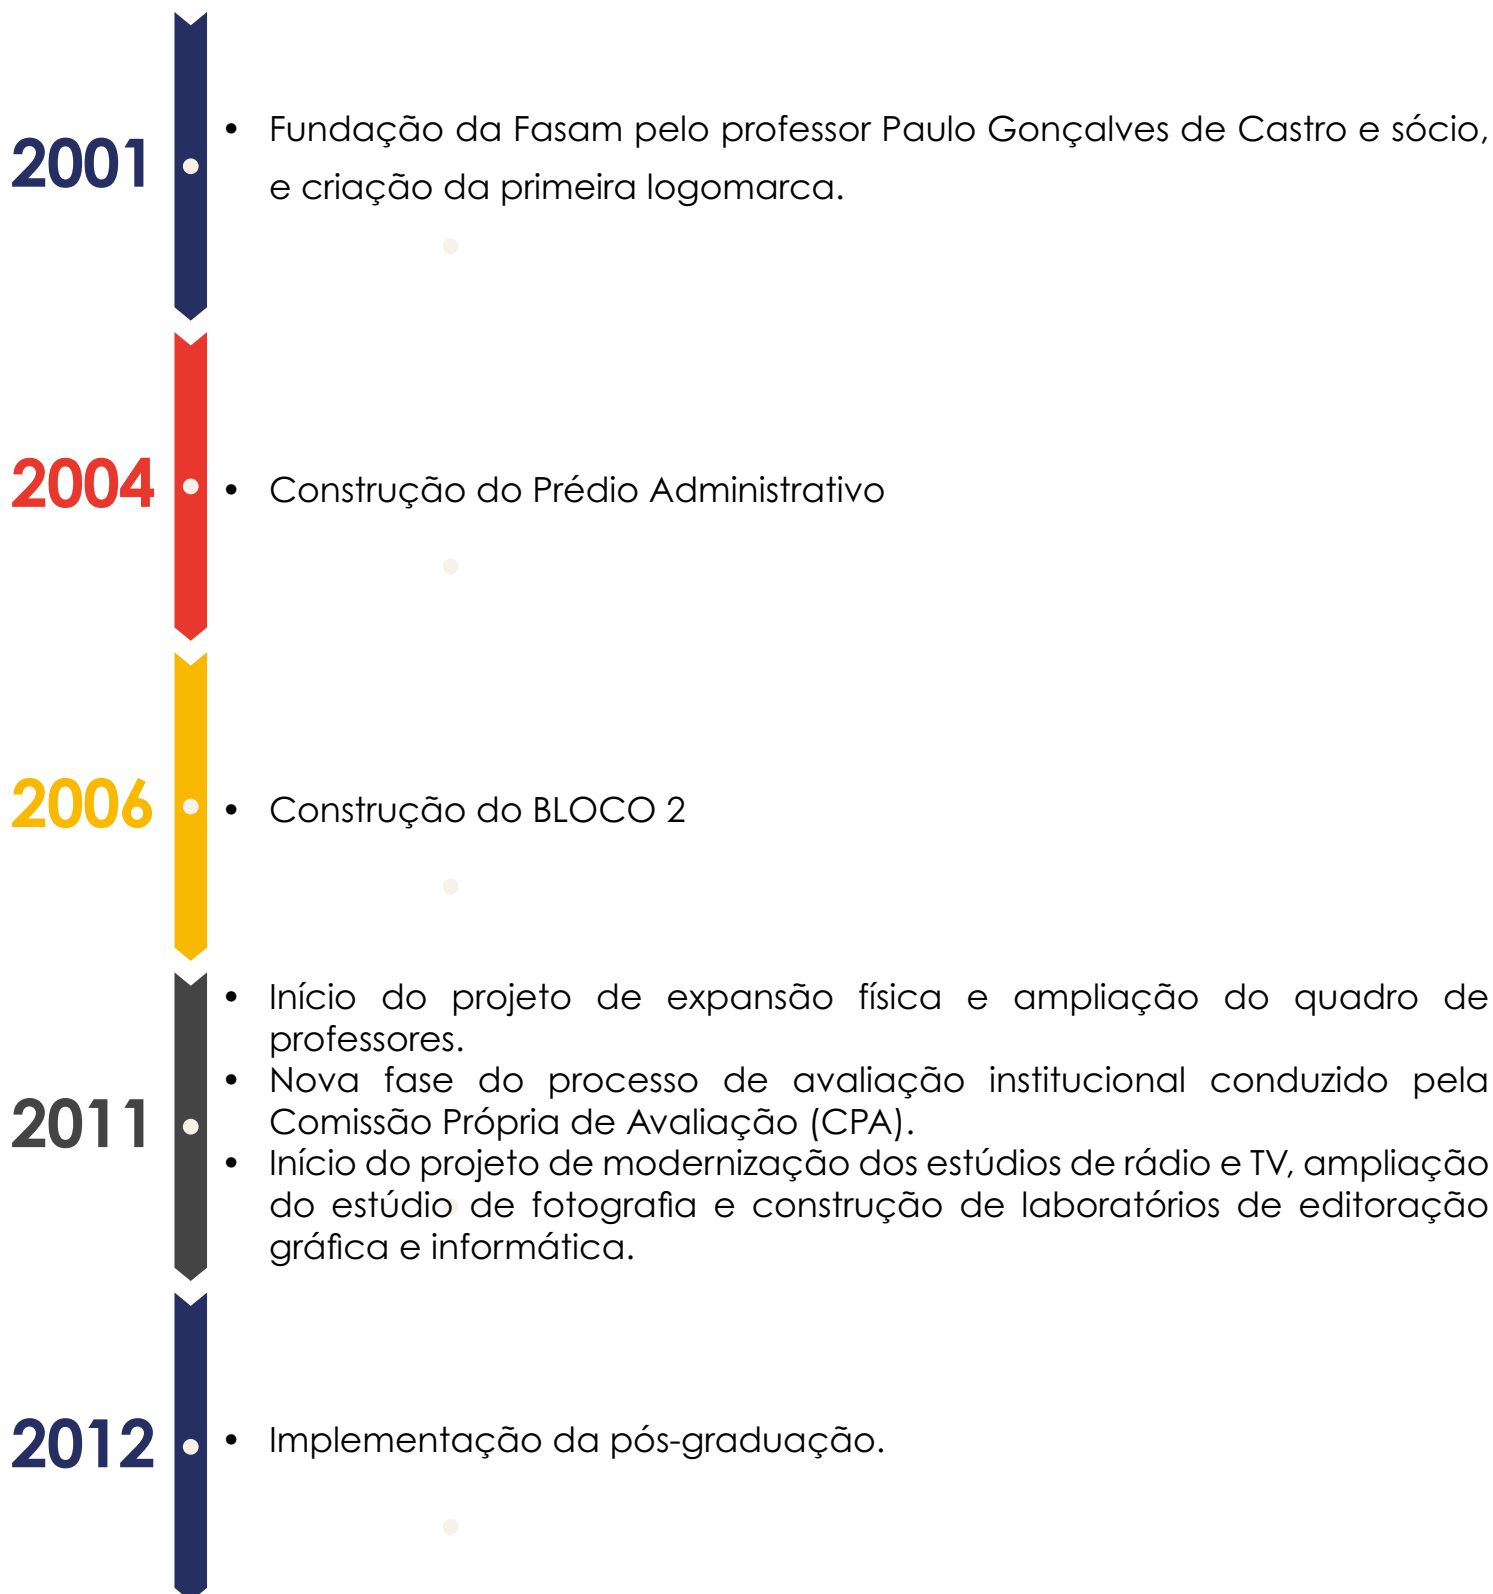 2001
• Fundação da Fasam pelo professor Paulo Gonçalves de Castro e sócio,
e criação da primeira logomarca.
2004
• Construção do Prédio Administrativo
2006
• Construção do BLOCO 2
2011
• Início do projeto de expansão física e ampliação do quadro de
professores.
• Nova fase do processo de avaliação institucional conduzido pela
Comissão Própria de Avaliação (CPA).
• Início do projeto de modernização dos estúdios de rádio e TV, ampliação
do estúdio de fotografia e construção de laboratórios de editoração
gráfica e informática.
2012
• Implementação da pós-graduação.